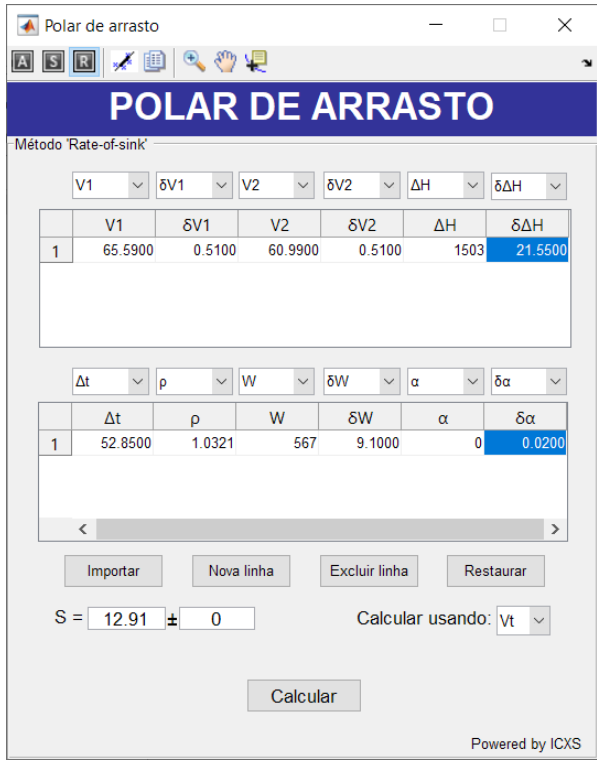 Polar de arrasto
A S R
POLAR DE ARRASTO
Método 'Rate-of-sink'
V1 δV1 V2 δV2 ΔH δΔH
V1 δV1 V2 δV2 ΔH δΔH
1 65.5900 0.5100 60.9900 0.5100 1503 21.5500
Δt ρ W δW α δα
Δt ρ W δW α δα
1 52.8500 1.0321 567 9.1000 0 0.0200
Importar Nova linha Excluir linha Restaurar
S = 12.91 ± 0 Calcular usando: Vt
Calcular
Powered by ICXS